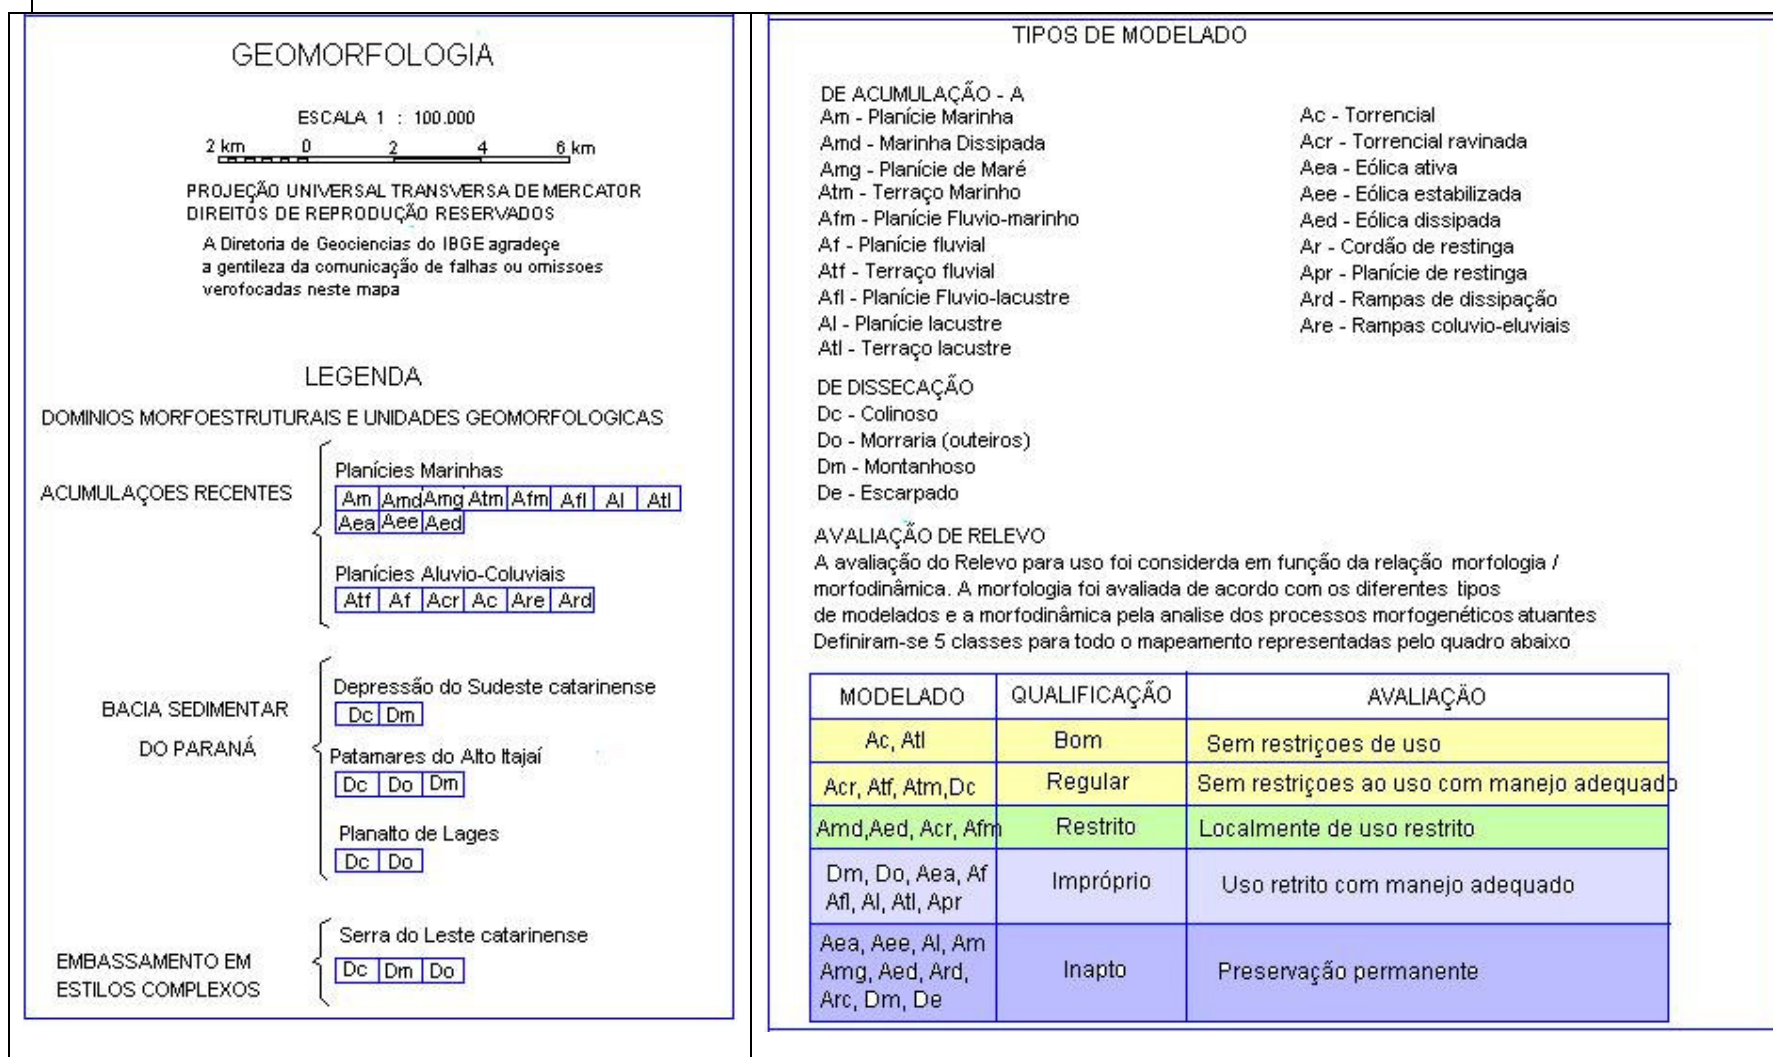 GEOMORFOLOGIA
ESCALA 1 : 100.000
2 km 0 2 4 6 km
PROJEÇÃO UNIVERSAL TRANSVERSA DE MERCATOR
DIREITOS DE REPRODUÇÃO RESERVADOS
A Diretoria de Geociencias do IBGE agradeçe
a gentileza da comunicação de falhas ou omissoes
verofocadas neste mapa
LEGENDA
DOMINIOS MORFOESTRUTURAIS E UNIDADES GEOMORFOLOGICAS
ACUMULAÇOES RECENTES
Planícies Marinhas
Am Amd Amg Atm Afm Afl Al Atl
Aea Aee Aed
Planícies Aluvio-Coluviais
Atf Af Acr Ac Are Ard
BACIA SEDIMENTAR
DO PARANÁ
Depressão do Sudeste catarinense
Dc Dm
Patamares do Alto Itajaí
Dc Do Dm
Planalto de Lages
Dc Do
EMBASSAMENTO EM
ESTILOS COMPLEXOS
Serra do Leste catarinense
Dc Dm Do
TIPOS DE MODELADO
DE ACUMULAÇÃO - A
Am - Planície Marinha
Amd - Marinha Dissipada
Amg - Planície de Maré
Atm - Terraço Marinho
Afm - Planície Fluvio-marinho
Af - Planície fluvial
Atf - Terraço fluvial
Afl - Planície Fluvio-lacustre
Al - Planície lacustre
Atl - Terraço lacustre
Ac - Torrencial
Acr - Torrencial ravinada
Aea - Eólica ativa
Aee - Eólica estabilizada
Aed - Eólica dissipada
Ar - Cordão de restinga
Apr - Planície de restinga
Ard - Rampas de dissipação
Are - Rampas coluvio-eluviais
DE DISSECAÇÃO
Dc - Colinoso
Do - Morraria (outeiros)
Dm - Montanhoso
De - Escarpado
AVALIAÇÃO DE RELEVO
A avaliação do Relevo para uso foi considerda em função da relação morfologia /
morfodinâmica. A morfologia foi avaliada de acordo com os diferentes tipos
de modelados e a morfodinâmica pela analise dos processos morfogenéticos atuantes
Definiram-se 5 classes para todo o mapeamento representadas pelo quadro abaixo
MODELADO QUALIFICAÇÃO AVALIAÇÃO
Ac, Atl Bom Sem restriçoes de uso
Acr, Atf, Atm,Dc Regular Sem restriçoes ao uso com manejo adequado
Amd,Aed, Acr, Afm Restrito Localmente de uso restrito
Dm, Do, Aea, Af
Afl, Al, Atl, Apr
Impróprio Uso retrito com manejo adequado
Aea, Aee, Al, Am
Amg, Aed, Ard,
Arc, Dm, De
Inapto Preservação permanente